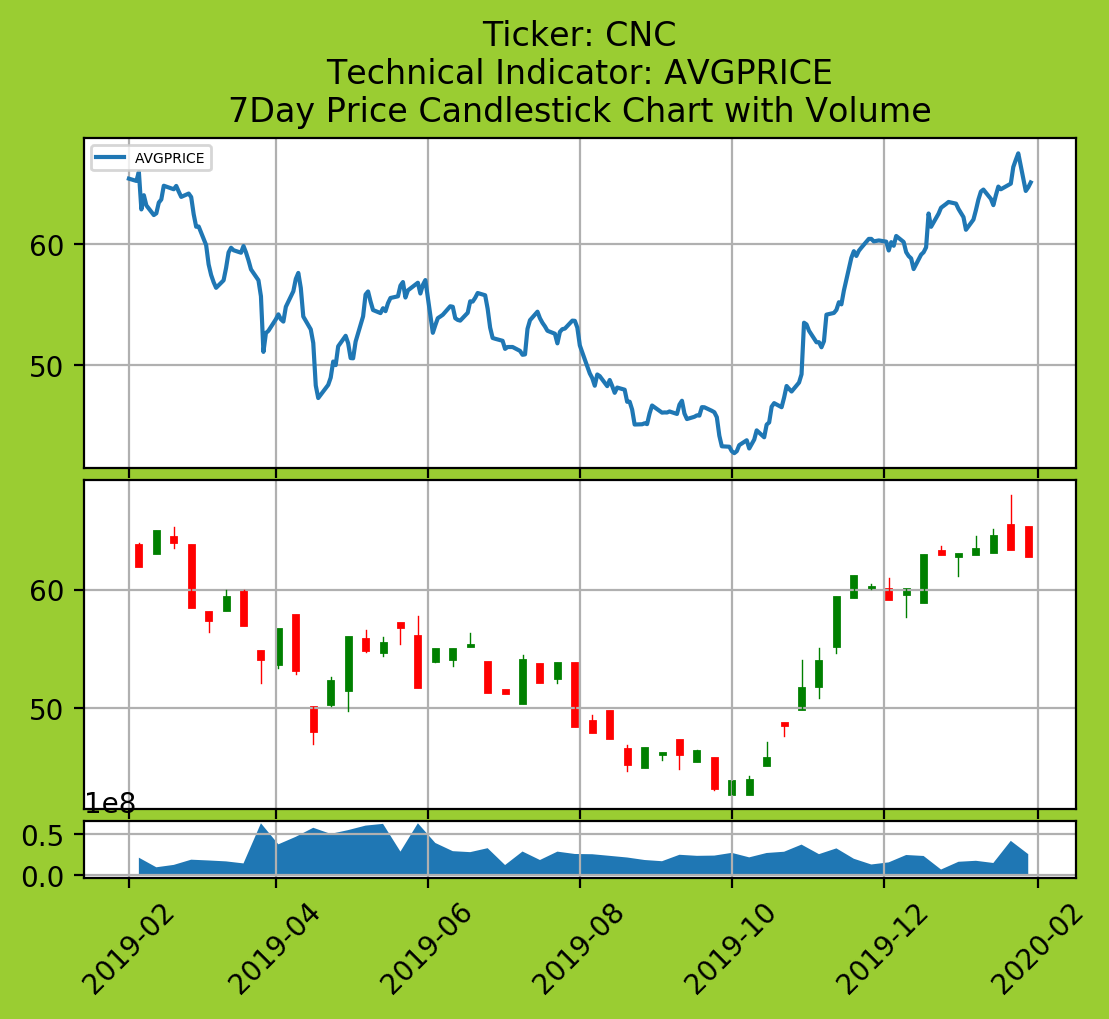 Ticker: CNC
Technical Indicator: AVGPRICE
7Day Price Candlestick Chart with Volume
AVGPRICE
60
50
60
50
1e8
0.5
0.0
2019-02
2019-04
2019-06
2019-08
2019-10
2019-12
2020-02